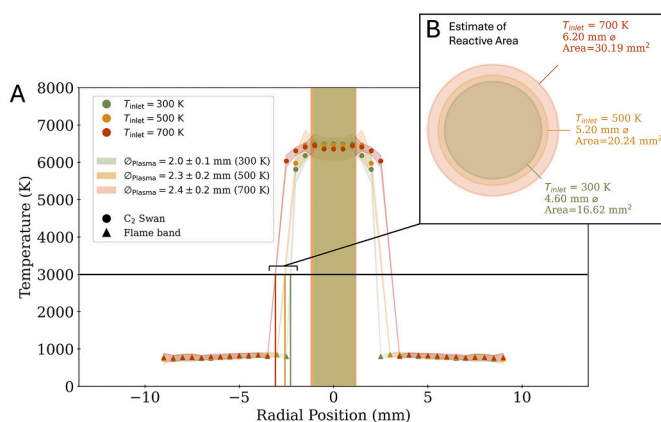 B
Estimate of
Reactive Area
T_inlet = 700 K
6.20 mm ⌀
Area=30.19 mm²
T_inlet = 500 K
5.20 mm ⌀
Area=20.24 mm²
T_inlet = 300 K
4.60 mm ⌀
Area=16.62 mm²
A
T_inlet = 300 K
T_inlet = 500 K
T_inlet = 700 K
∅_Plasma = 2.0 ± 0.1 mm (300 K)
∅_Plasma = 2.3 ± 0.2 mm (500 K)
∅_Plasma = 2.4 ± 0.2 mm (700 K)
C₂ Swan
Flame band
Temperature (K)
8000
7000
6000
5000
4000
3000
2000
1000
0
−10
−5
0
5
10
Radial Position (mm)